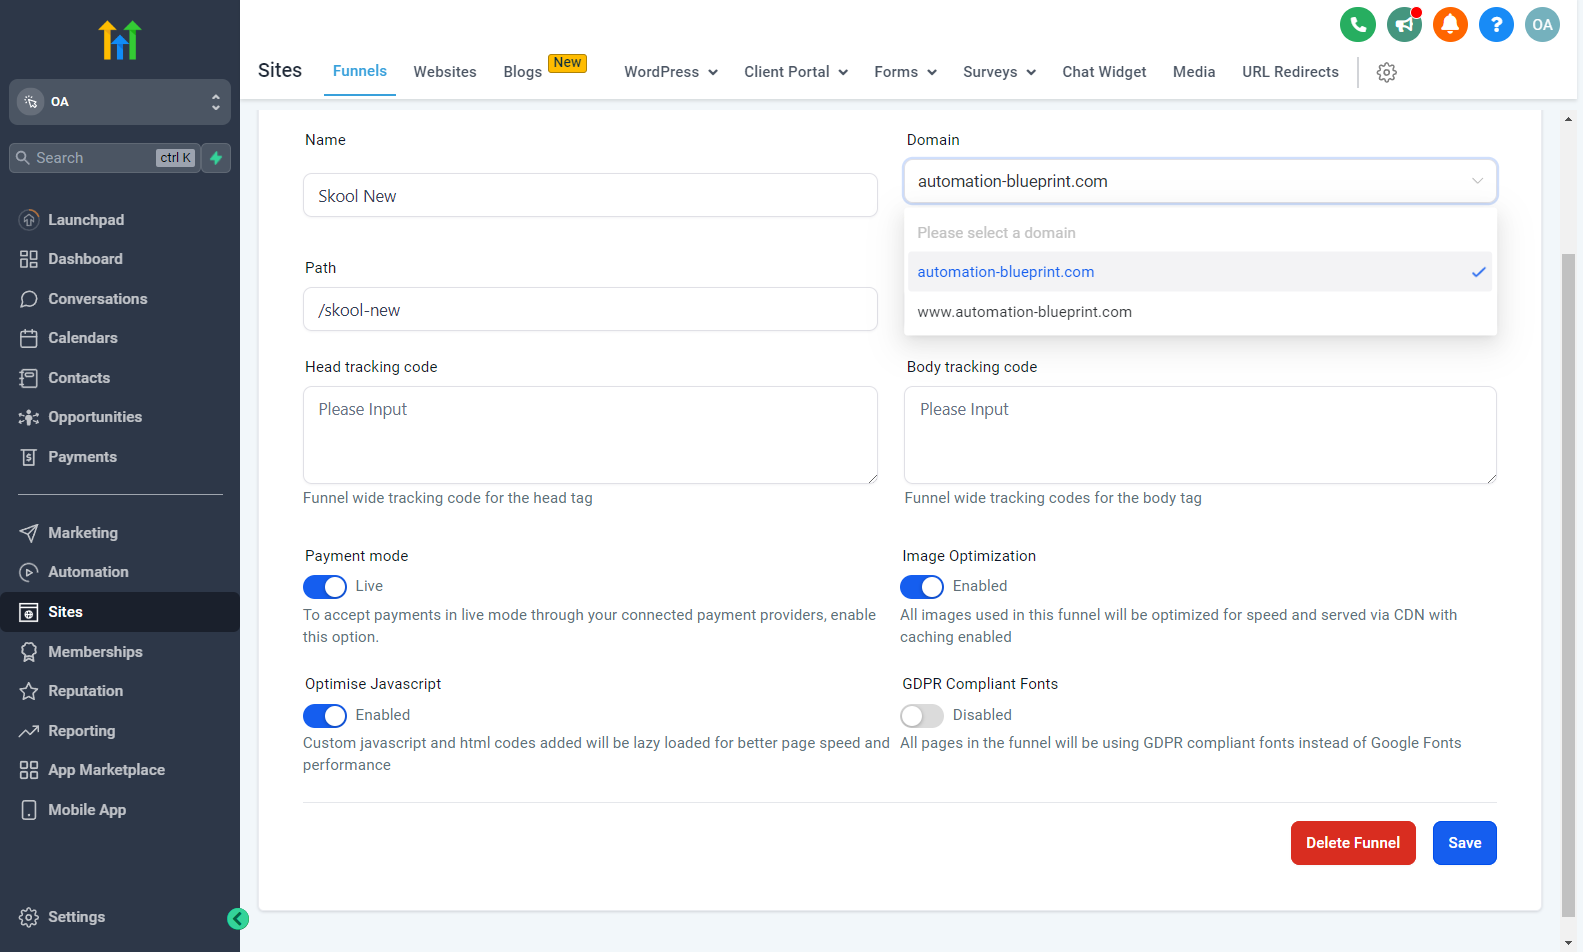 OA
Search
ctrl K
Launchpad
Dashboard
Conversations
Calendars
Contacts
Opportunities
Payments
Marketing
Automation
Sites
Memberships
Reputation
Reporting
App Marketplace
Mobile App
Settings
OA
Sites
Funnels
Websites
Blogs
New
WordPress
Client Portal
Forms
Surveys
Chat Widget
Media
URL Redirects
Name
Skool New
Domain
automation-blueprint.com
Please select a domain
automation-blueprint.com
www.automation-blueprint.com
Path
/skool-new
Head tracking code
Please Input
Funnel wide tracking code for the head tag
Body tracking code
Please Input
Funnel wide tracking codes for the body tag
Payment mode
Live
To accept payments in live mode through your connected payment providers, enable
this option.
Image Optimization
Enabled
All images used in this funnel will be optimized for speed and served via CDN with
caching enabled
Optimise Javascript
Enabled
Custom javascript and html codes added will be lazy loaded for better page speed and
performance
GDPR Compliant Fonts
Disabled
All pages in the funnel will be using GDPR compliant fonts instead of Google Fonts
Delete Funnel
Save